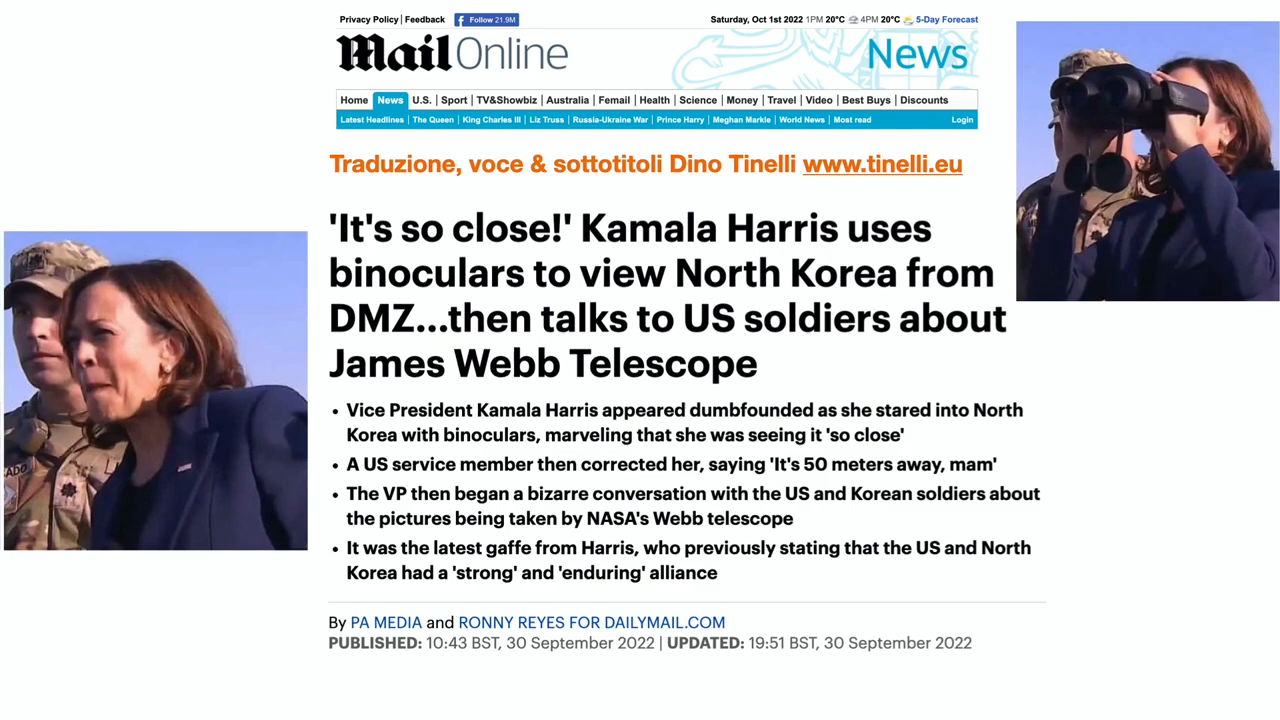 Privacy Policy | Feedback Follow 21.9M Saturday, Oct 1st 2022 1PM 20°C 4PM 20°C 5-Day Forecast
Mail Online News
Home News U.S. | Sport | TV&Showbiz | Australia | Femail | Health | Science | Money | Travel | Video | Best Buys | Discounts
Latest Headlines | The Queen | King Charles III | Liz Truss | Russia-Ukraine War | Prince Harry | Meghan Markle | World News | Most read Login
Traduzione, voce & sottotitoli Dino Tinelli www.tinelli.eu
'It's so close!' Kamala Harris uses
binoculars to view North Korea from
DMZ...then talks to US soldiers about
James Webb Telescope
• Vice President Kamala Harris appeared dumbfounded as she stared into North
Korea with binoculars, marveling that she was seeing it 'so close'
• A US service member then corrected her, saying 'It's 50 meters away, mam'
• The VP then began a bizarre conversation with the US and Korean soldiers about
the pictures being taken by NASA's Webb telescope
• It was the latest gaffe from Harris, who previously stating that the US and North
Korea had a 'strong' and 'enduring' alliance
By PA MEDIA and RONNY REYES FOR DAILYMAIL.COM
PUBLISHED: 10:43 BST, 30 September 2022 | UPDATED: 19:51 BST, 30 September 2022